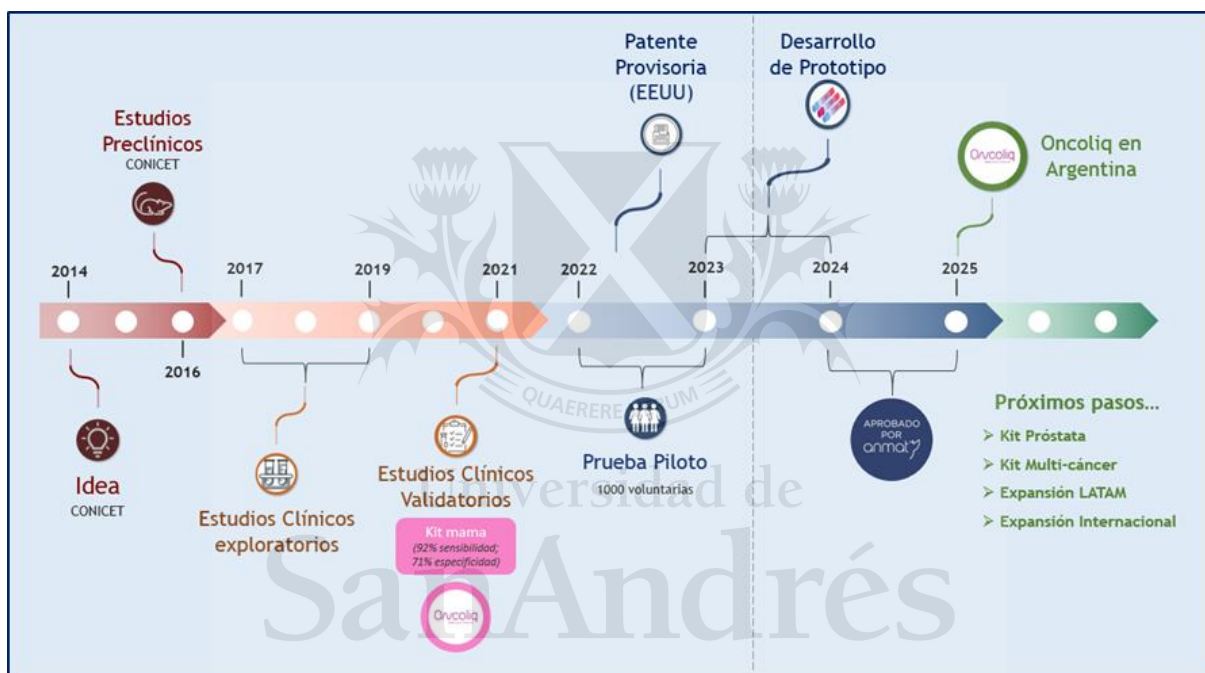 Patente
Provisoria
(EEUU)
Desarrollo
de Prototipo
Estudios
Preclínicos
CONICET
Oncoliq
Oncoliq en
Argentina
2014
2017
2019
2021
2022
2023
2024
2025
2016
QUAERERE VERUM
Idea
CONICET
Estudios Clínicos
exploratorios
Estudios Clínicos
Validatorios
Kit mama
(92% sensibilidad;
71% especificidad)
Oncoliq
Prueba Piloto
1000 voluntarias
APROBADO
POR
anmat
Próximos pasos...
➢ Kit Próstata
➢ Kit Multi-cáncer
➢ Expansión LATAM
➢ Expansión Internacional
Universidad de
SanAndrés